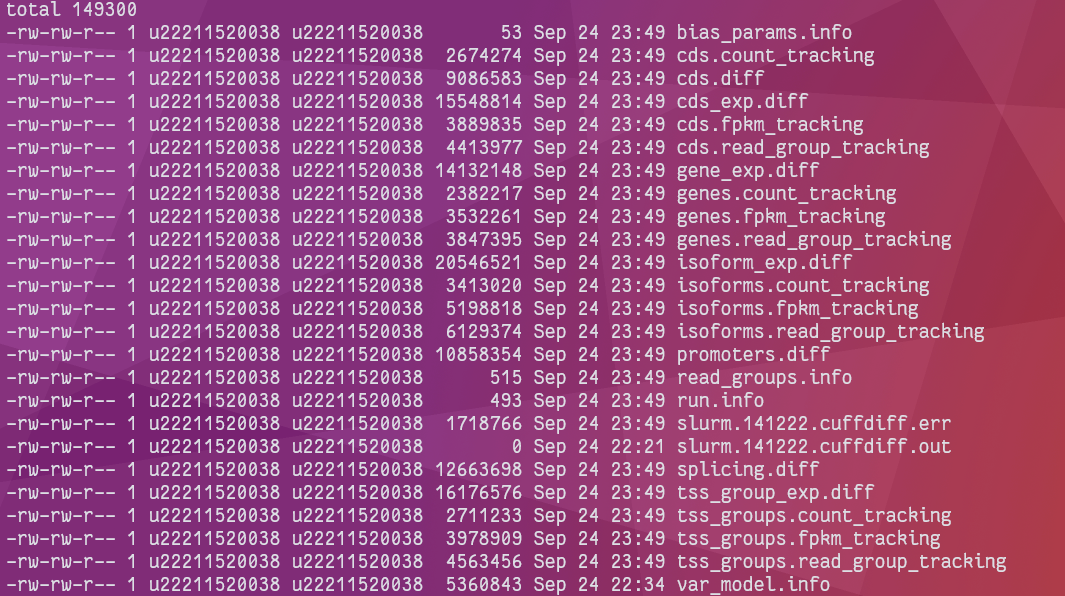 total 149300
-rw-rw-r-- 1 u22211520038 u22211520038       53 Sep 24 23:49 bias_params.info
-rw-rw-r-- 1 u22211520038 u22211520038  2674274 Sep 24 23:49 cds.count_tracking
-rw-rw-r-- 1 u22211520038 u22211520038  9086583 Sep 24 23:49 cds.diff
-rw-rw-r-- 1 u22211520038 u22211520038 15548814 Sep 24 23:49 cds_exp.diff
-rw-rw-r-- 1 u22211520038 u22211520038  3889835 Sep 24 23:49 cds.fpkm_tracking
-rw-rw-r-- 1 u22211520038 u22211520038  4413977 Sep 24 23:49 cds.read_group_tracking
-rw-rw-r-- 1 u22211520038 u22211520038 14132148 Sep 24 23:49 gene_exp.diff
-rw-rw-r-- 1 u22211520038 u22211520038  2382217 Sep 24 23:49 genes.count_tracking
-rw-rw-r-- 1 u22211520038 u22211520038  3532261 Sep 24 23:49 genes.fpkm_tracking
-rw-rw-r-- 1 u22211520038 u22211520038  3847395 Sep 24 23:49 genes.read_group_tracking
-rw-rw-r-- 1 u22211520038 u22211520038 20546521 Sep 24 23:49 isoform_exp.diff
-rw-rw-r-- 1 u22211520038 u22211520038  3413020 Sep 24 23:49 isoforms.count_tracking
-rw-rw-r-- 1 u22211520038 u22211520038  5198818 Sep 24 23:49 isoforms.fpkm_tracking
-rw-rw-r-- 1 u22211520038 u22211520038  6129374 Sep 24 23:49 isoforms.read_group_tracking
-rw-rw-r-- 1 u22211520038 u22211520038 10858354 Sep 24 23:49 promoters.diff
-rw-rw-r-- 1 u22211520038 u22211520038      515 Sep 24 23:49 read_groups.info
-rw-rw-r-- 1 u22211520038 u22211520038      493 Sep 24 23:49 run.info
-rw-rw-r-- 1 u22211520038 u22211520038  1718766 Sep 24 23:49 slurm.141222.cuffdiff.err
-rw-rw-r-- 1 u22211520038 u22211520038        0 Sep 24 22:21 slurm.141222.cuffdiff.out
-rw-rw-r-- 1 u22211520038 u22211520038 12663698 Sep 24 23:49 splicing.diff
-rw-rw-r-- 1 u22211520038 u22211520038 16176576 Sep 24 23:49 tss_group_exp.diff
-rw-rw-r-- 1 u22211520038 u22211520038  2711233 Sep 24 23:49 tss_groups.count_tracking
-rw-rw-r-- 1 u22211520038 u22211520038  3978909 Sep 24 23:49 tss_groups.fpkm_tracking
-rw-rw-r-- 1 u22211520038 u22211520038  4563456 Sep 24 23:49 tss_groups.read_group_tracking
-rw-rw-r-- 1 u22211520038 u22211520038  5360843 Sep 24 22:34 var_model.info